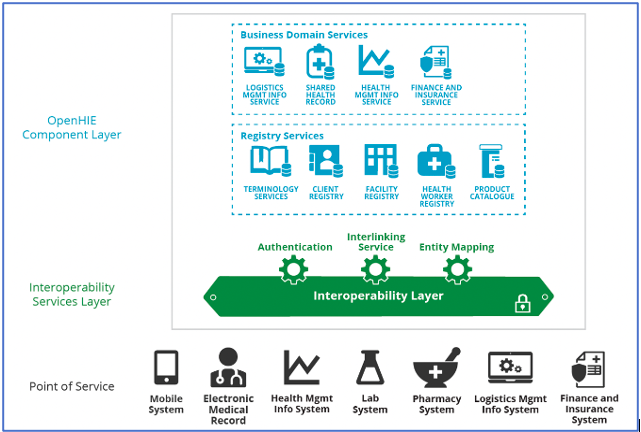 Business Domain Services
LOGISTICS
MGMT INFO
SERVICE
SHARED
HEALTH
RECORD
HEALTH
MGMT INFO
SERVICE
FINANCE AND
INSURANCE
SERVICE
OpenHIE
Component Layer
Registry Services
TERMINOLOGY
SERVICES
CLIENT
REGISTRY
FACILITY
REGISTRY
HEALTH
WORKER
REGISTRY
PRODUCT
CATALOGUE
Authentication
Interlinking
Service
Entity Mapping
Interoperability
Services Layer
Interoperability Layer
Point of Service
Mobile
System
Electronic
Medical
Record
Health Mgmt
Info System
Lab
System
Pharmacy
System
Logistics Mgmt
Info System
Finance and
Insurance
System